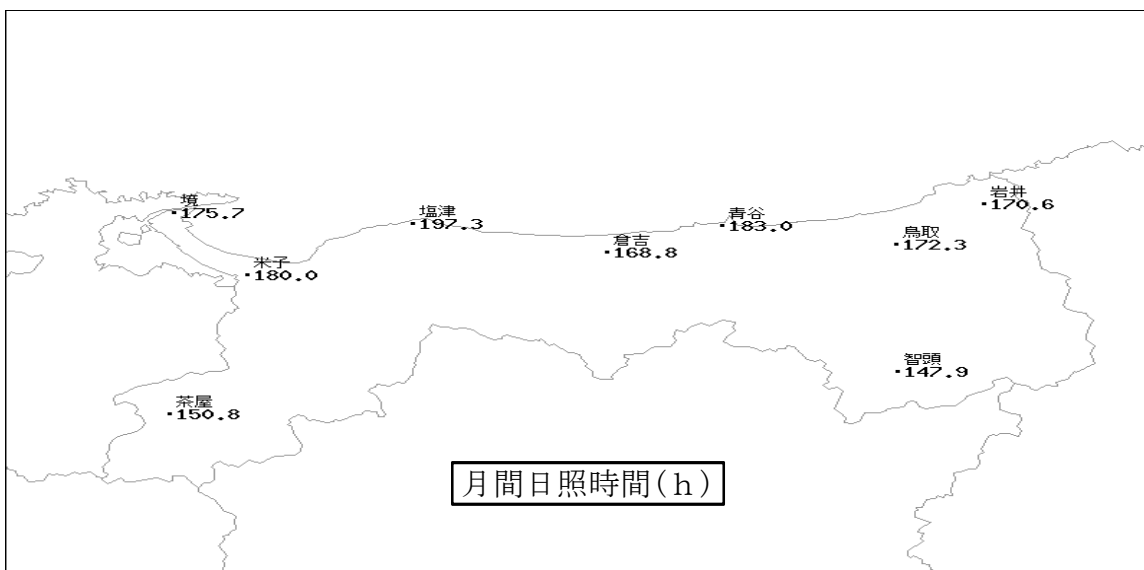 境
175.7
米子
180.0
塩津
197.3
倉吉
168.8
青谷
183.0
鳥取
172.3
岩井
170.6
智頭
147.9
茶屋
150.8
月間日照時間(h)